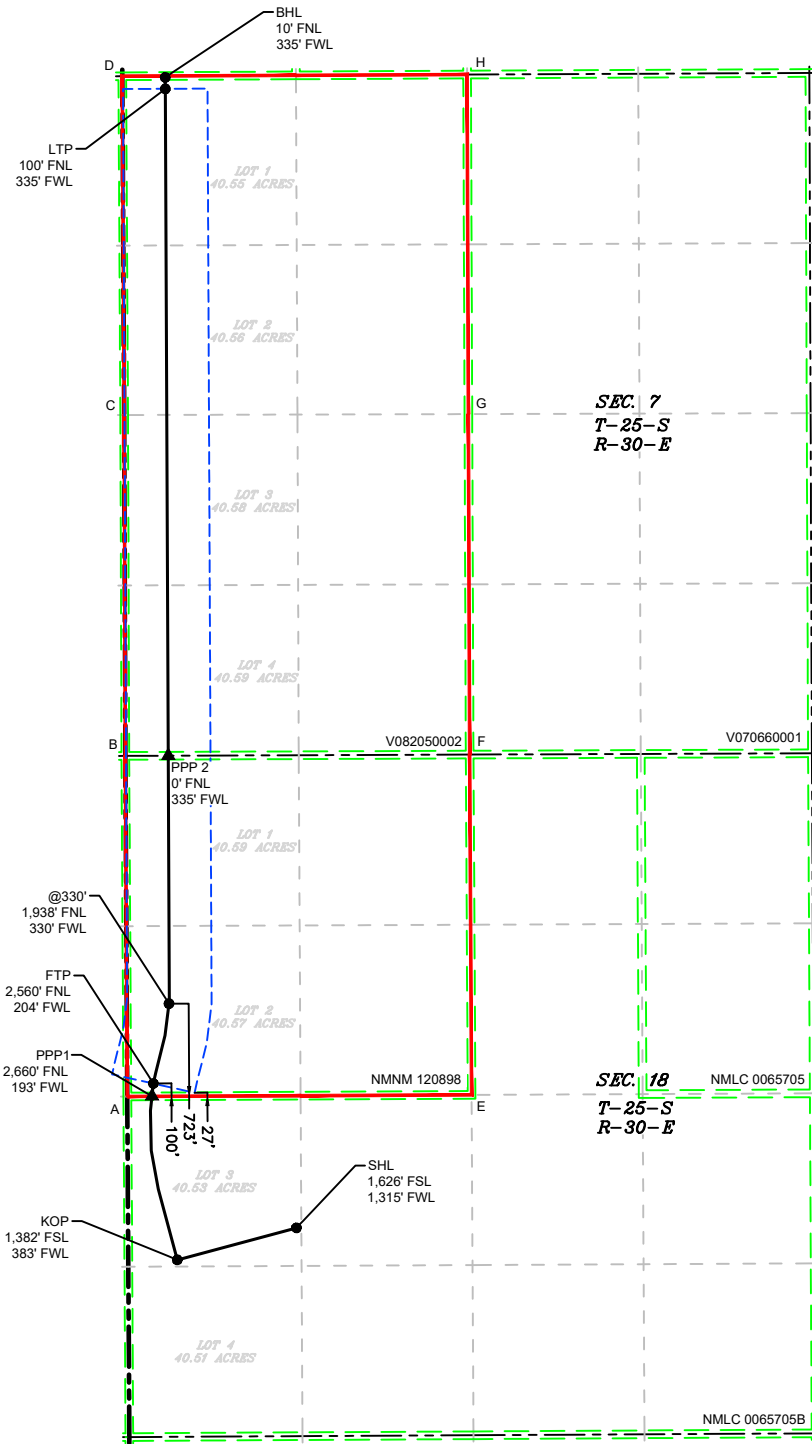 BHL
10' FNL
335' FWL
D
H
LTP
100' FNL
335' FWL
LOT 1
40.55 ACRES
LOT 2
40.56 ACRES
C
G
SEC. 7
T-25-S
R-30-E
LOT 3
40.58 ACRES
LOT 4
40.59 ACRES
B
V082050002
F
V070660001
PPP 2
0' FNL
335' FWL
LOT 1
40.59 ACRES
@330'
1,938' FNL
330' FWL
FTP
2,560' FNL
204' FWL
LOT 2
40.57 ACRES
PPP1
2,660' FNL
193' FWL
NMNM 120898
SEC. 18
T-25-S
R-30-E
NMLC 0065705
A
E
100'
723'
27'
LOT 3
40.53 ACRES
SHL
1,626' FSL
1,315' FWL
KOP
1,382' FSL
383' FWL
LOT 4
40.51 ACRES
NMLC 0065705B